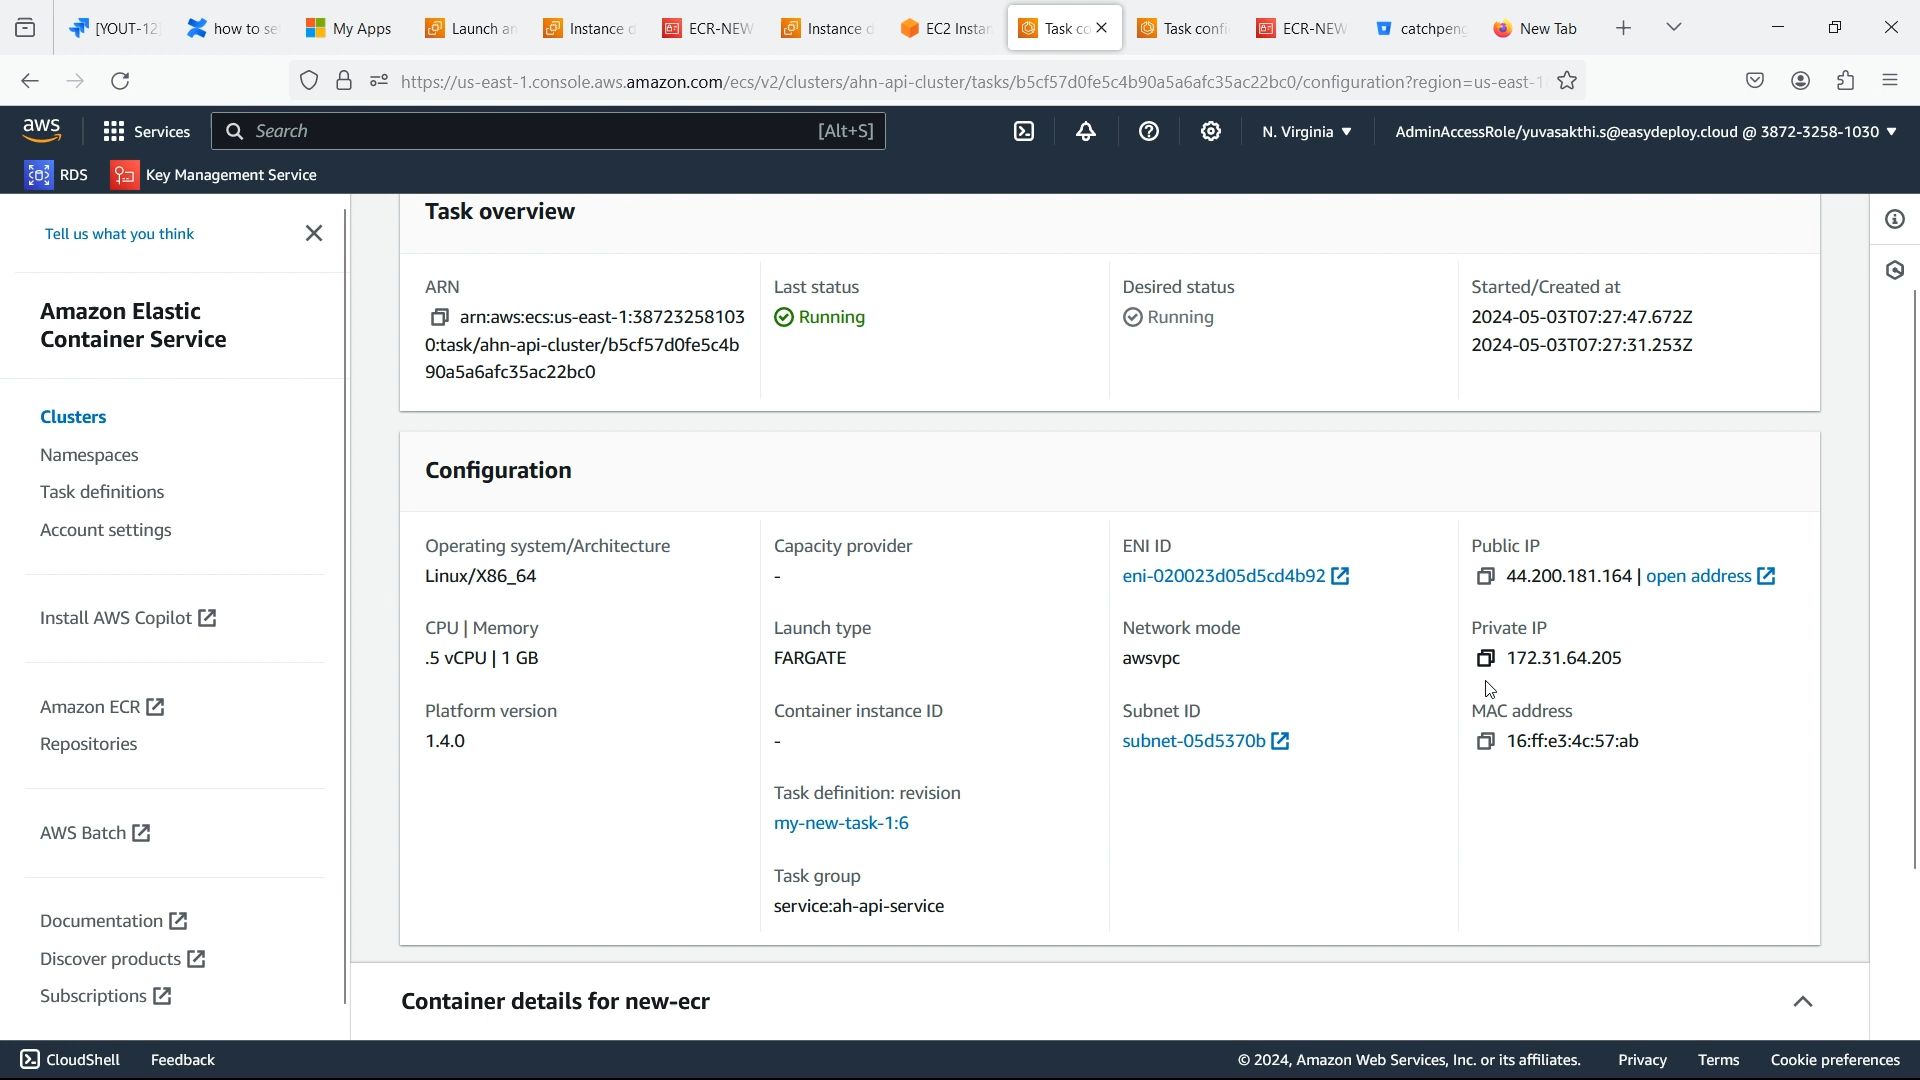 [YOUT-12
how to se
My Apps
Launch an
Instance d
ECR-NEW
Instance d
EC2 Instan
Task co
Task confi
ECR-NEW
catchpeng
New Tab
https://us-east-1.console.aws.amazon.com/ecs/v2/clusters/ahn-api-cluster/tasks/b5cf57d0fe5c4b90a5a6afc35ac22bc0/configuration?region=us-east-1
aws
Services
Search
[Alt+S]
N. Virginia
AdminAccessRole/yuvasakthi.s@easydeploy.cloud @ 3872-3258-1030
RDS
Key Management Service
Tell us what you think
Amazon Elastic
Container Service
Clusters
Namespaces
Task definitions
Account settings
Install AWS Copilot
Amazon ECR
Repositories
AWS Batch
Documentation
Discover products
Subscriptions
Task overview
ARN
arn:aws:ecs:us-east-1:38723258103
0:task/ahn-api-cluster/b5cf57d0fe5c4b
90a5a6afc35ac22bc0
Last status
Running
Desired status
Running
Started/Created at
2024-05-03T07:27:47.672Z
2024-05-03T07:27:31.253Z
Configuration
Operating system/Architecture
Linux/X86_64
CPU | Memory
.5 vCPU | 1 GB
Platform version
1.4.0
Capacity provider
-
Launch type
FARGATE
Container instance ID
-
Task definition: revision
my-new-task-1:6
Task group
service:ah-api-service
ENI ID
eni-020023d05d5cd4b92
Network mode
awsvpc
Subnet ID
subnet-05d5370b
Public IP
44.200.181.164 | open address
Private IP
172.31.64.205
MAC address
16:ff:e3:4c:57:ab
Container details for new-ecr
CloudShell
Feedback
© 2024, Amazon Web Services, Inc. or its affiliates.
Privacy
Terms
Cookie preferences